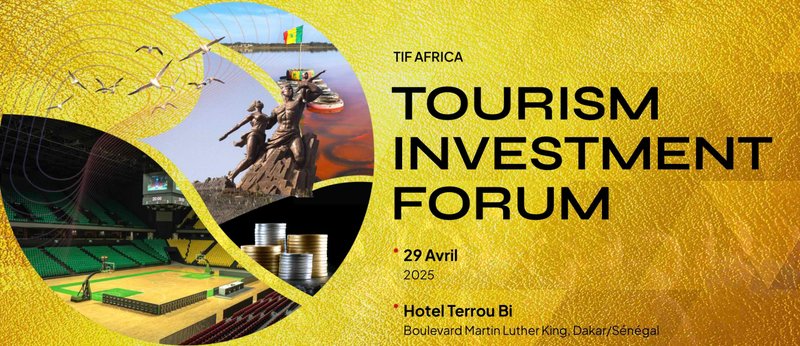 TIF AFRICA
TOURISM
INVESTMENT
FORUM
29 Avril
2025
Hotel Terrou Bi
Boulevard Martin Luther King, Dakar/Sénégal